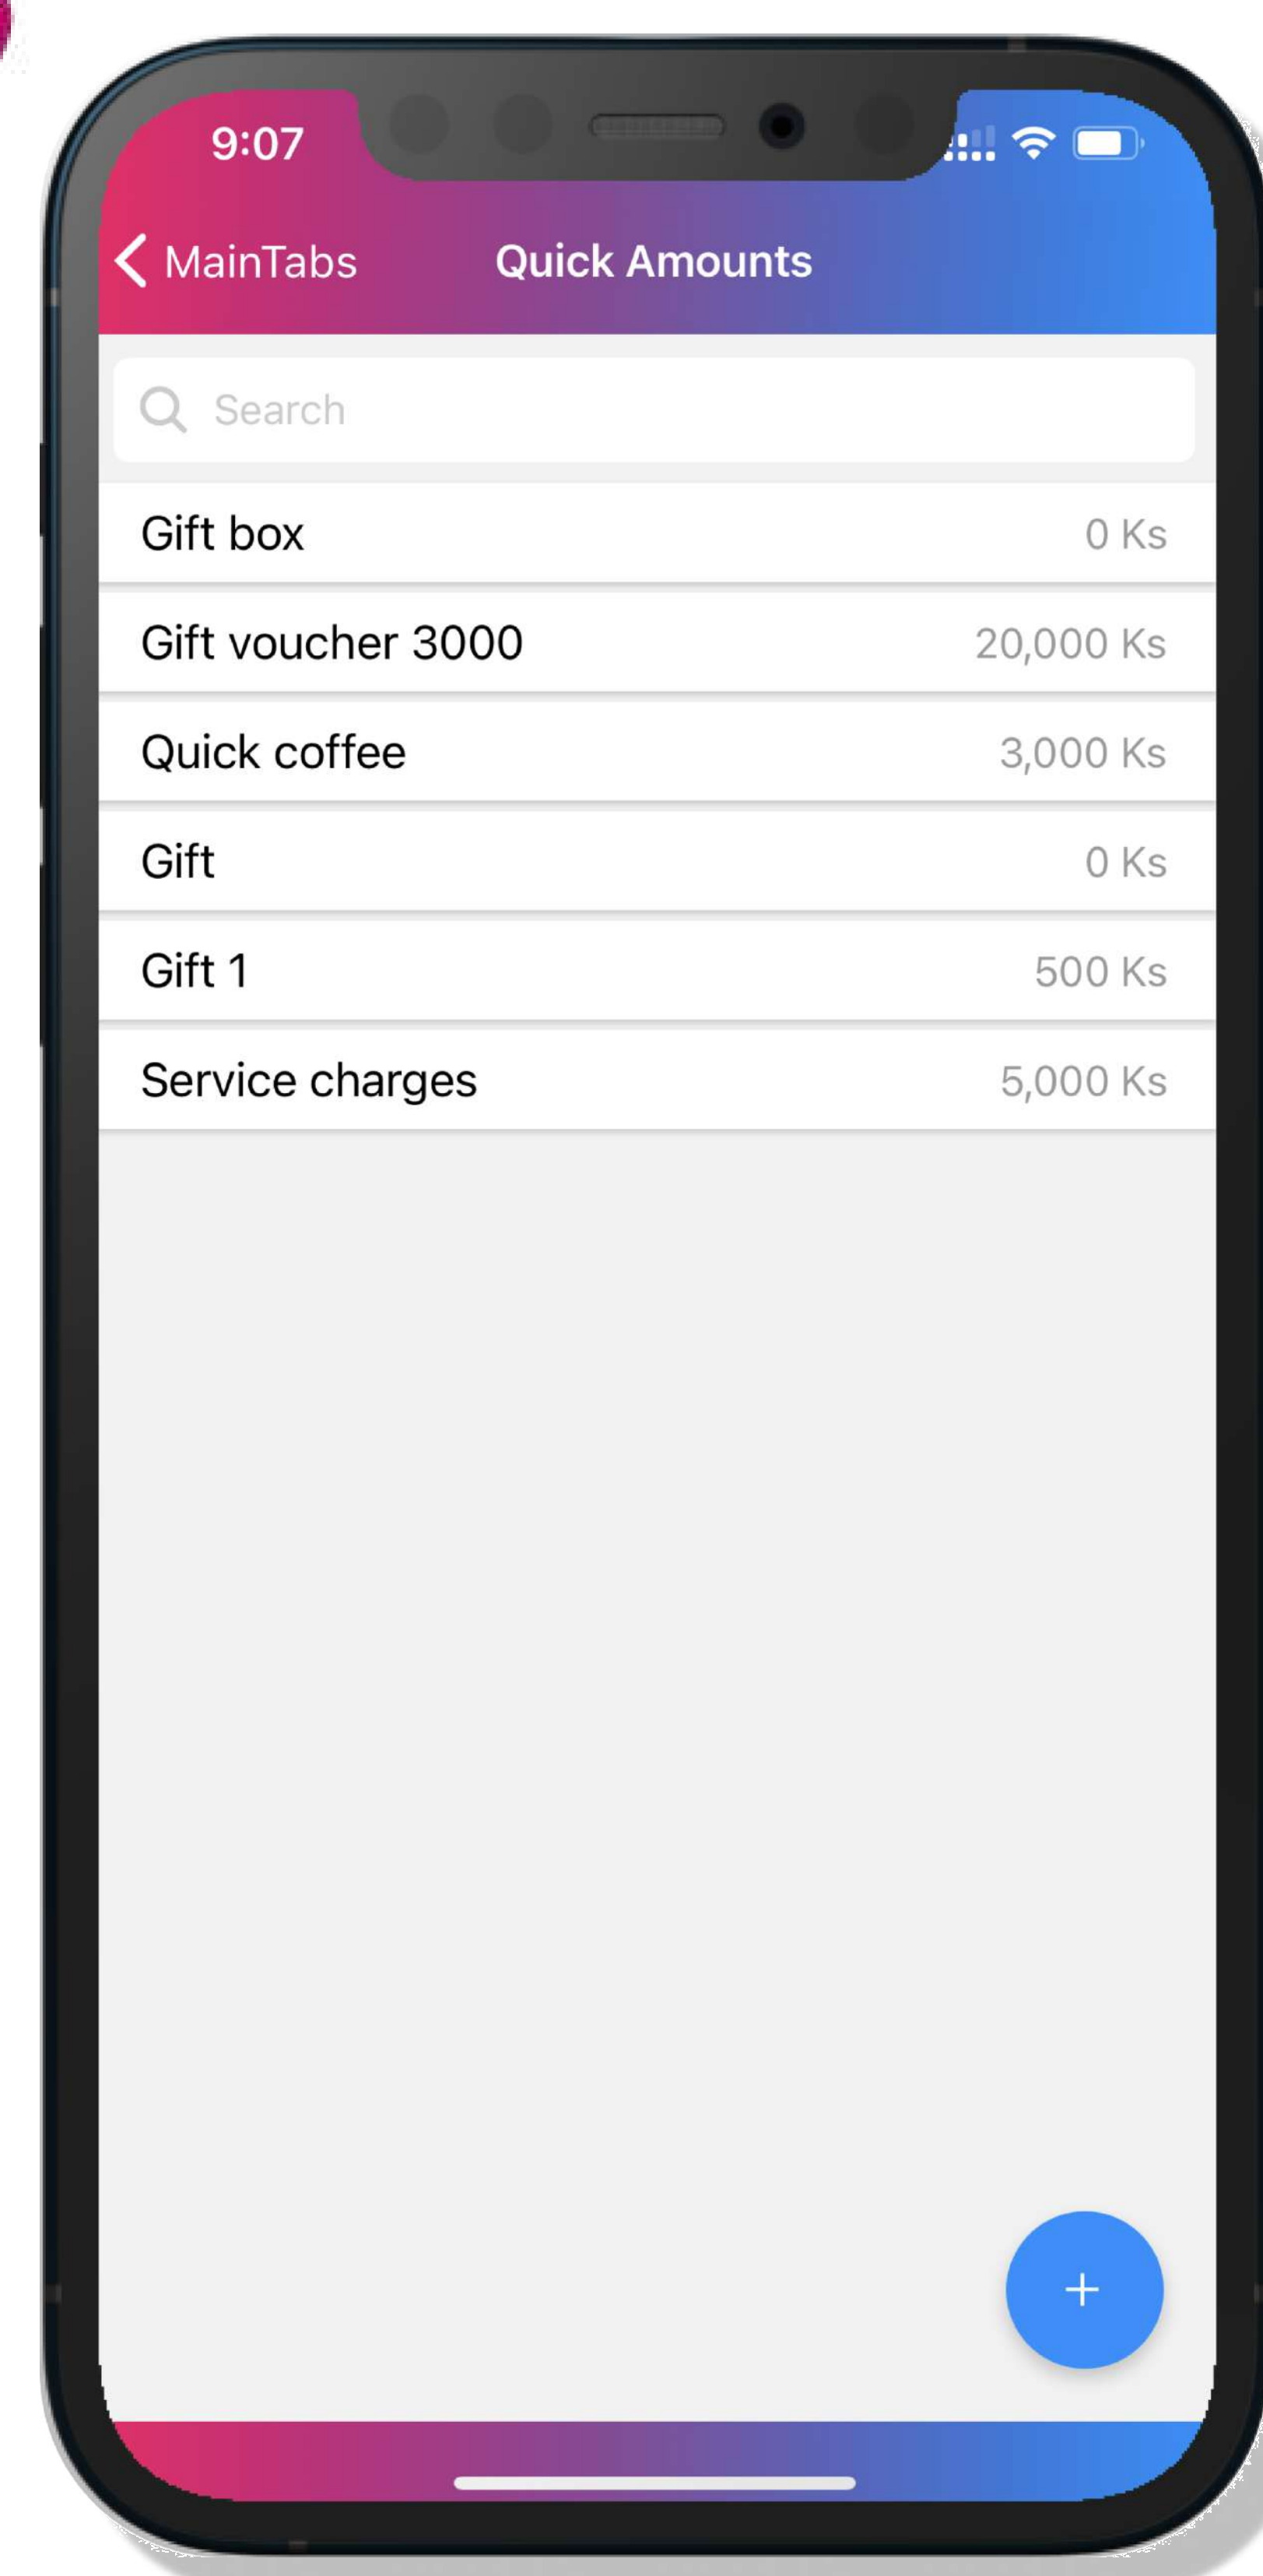 9:07
MainTabs
Quick Amounts
Search
Gift box 0 Ks
Gift voucher 3000 20,000 Ks
Quick coffee 3,000 Ks
Gift 0 Ks
Gift 1 500 Ks
Service charges 5,000 Ks
+